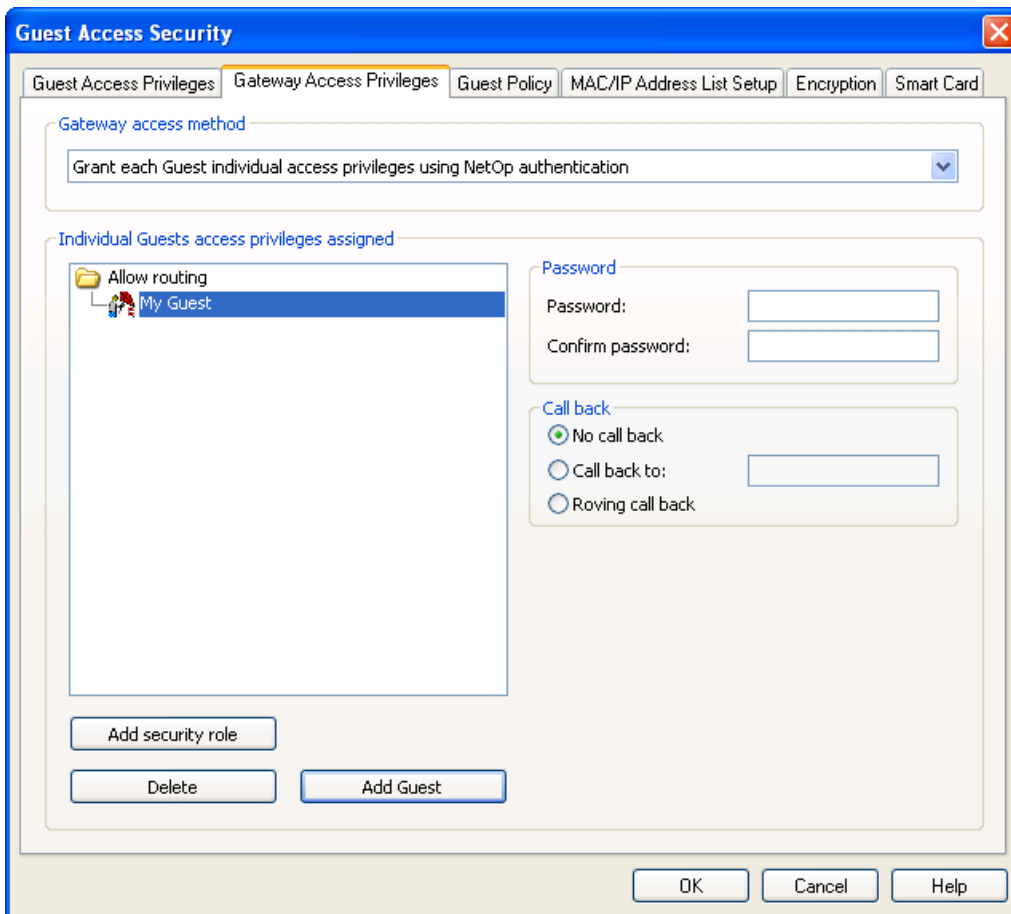 Guest Access Security
Guest Access Privileges Gateway Access Privileges Guest Policy MAC/IP Address List Setup Encryption Smart Card
Gateway access method
Grant each Guest individual access privileges using NetOp authentication
Individual Guests access privileges assigned
Allow routing
My Guest
Password
Password:
Confirm password:
Call back
No call back
Call back to:
Roving call back
Add security role
Delete Add Guest
OK Cancel Help